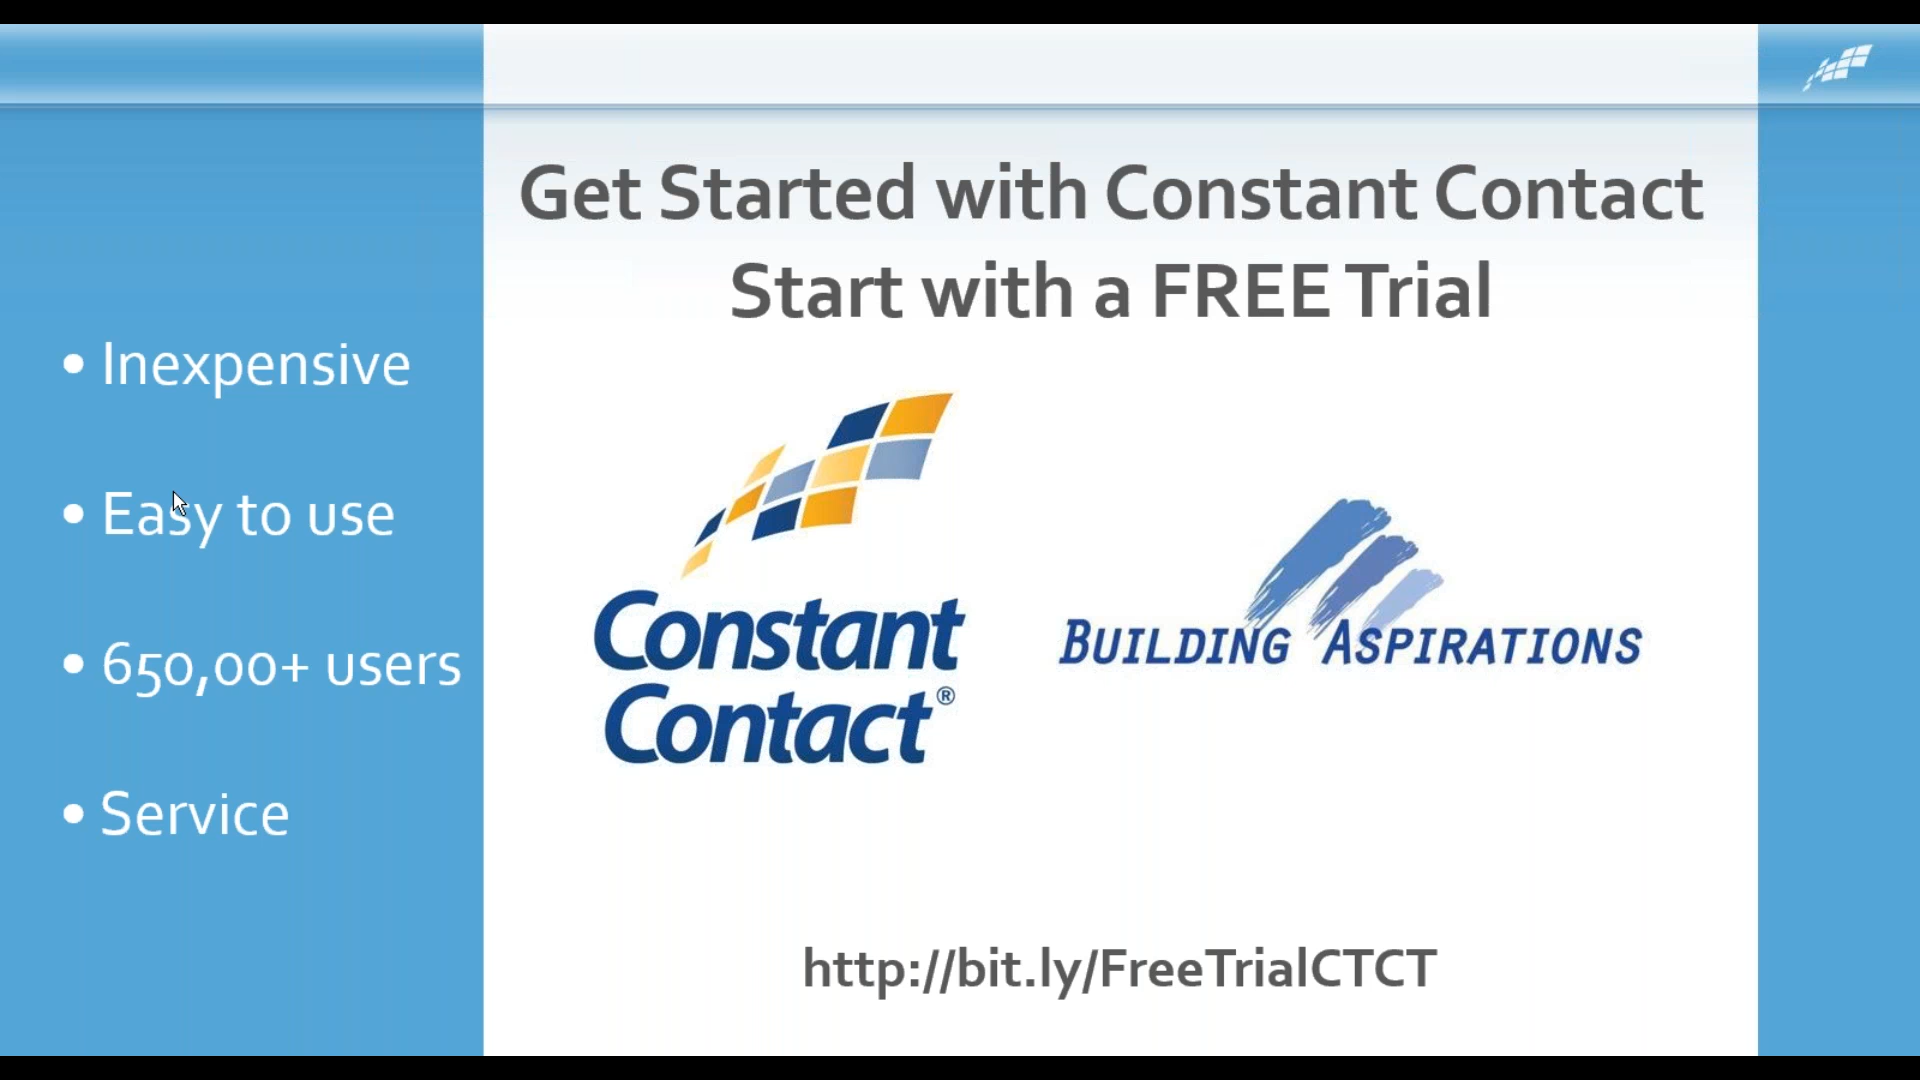 Get Started with Constant Contact
Start with a FREE Trial
• Inexpensive
• Easy to use
• 650,00+ users
• Service
Constant
Contact®
BUILDING ASPIRATIONS
http://bit.ly/FreeTrialCTCT